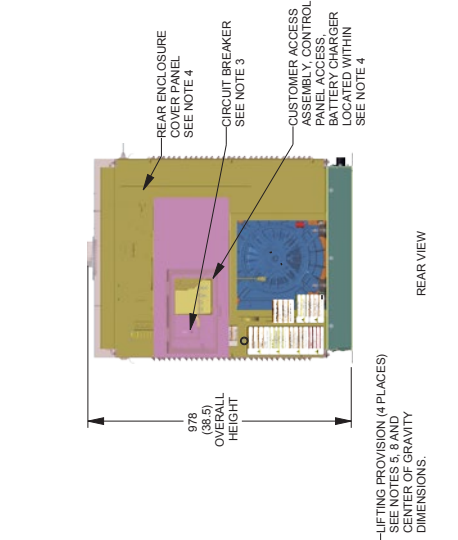 REAR ENCLOSURE
COVER PANEL
SEE NOTE 4
CIRCUIT BREAKER
SEE NOTE 3
CUSTOMER ACCESS
ASSEMBLY, CONTROL
PANEL ACCESS,
BATTERY CHARGER
LOCATED WITHIN
SEE NOTE 4
978
(38.5)
OVERALL
HEIGHT
REAR VIEW
LIFTING PROVISION (4 PLACES)
SEE NOTES 5, 8 AND
CENTER OF GRAVITY
DIMENSIONS.